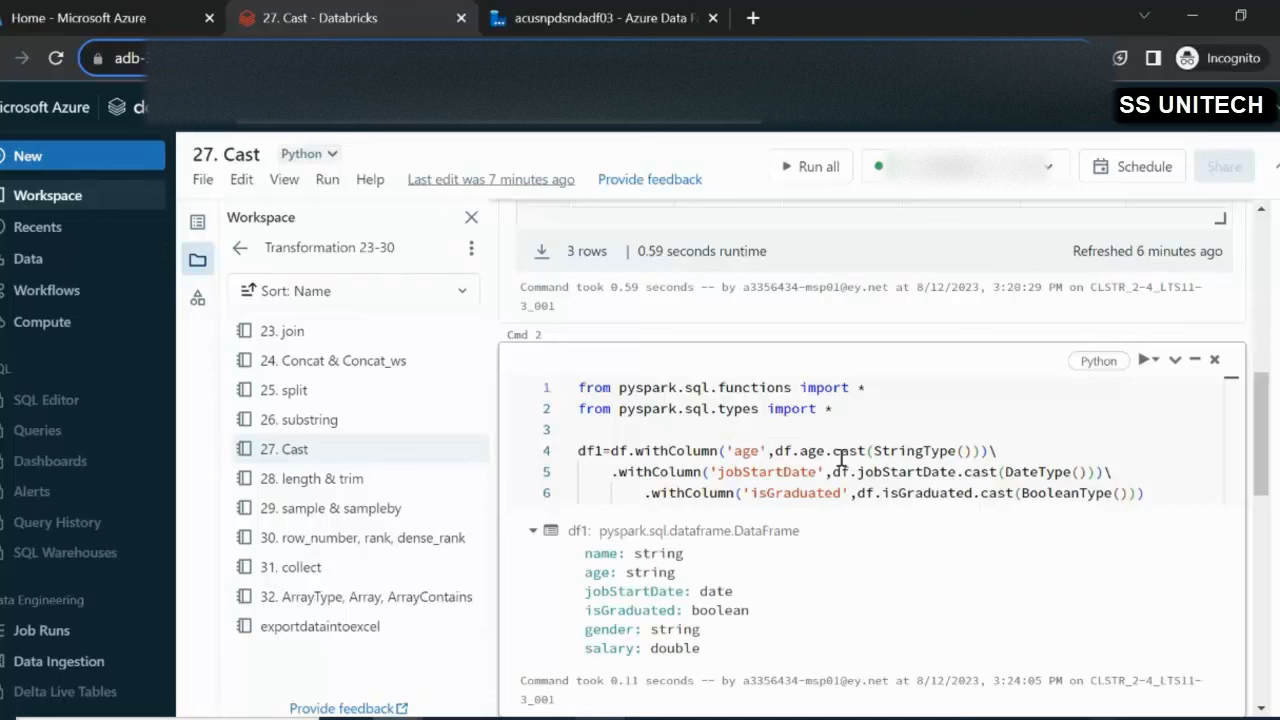 Home - Microsoft Azure
27. Cast - Databricks
acusnpdsndadf03 - Azure Data F
adb-
Incognito
SS UNITECH
icrosoft Azure
New
Workspace
Recents
Data
Workflows
Compute
QL
SQL Editor
Queries
Dashboards
Alerts
Query History
SQL Warehouses
ata Engineering
Job Runs
Data Ingestion
Delta Live Tables
27. Cast
Python
File Edit View Run Help Last edit was 7 minutes ago Provide feedback
Run all
Schedule
Share
Workspace
Transformation 23-30
Sort: Name
23. join
24. Concat & Concat_ws
25. split
26. substring
27. Cast
28. length & trim
29. sample & sampleby
30. row_number, rank, dense_rank
31. collect
32. ArrayType, Array, ArrayContains
exportdataintoexcel
Provide feedback
3 rows | 0.59 seconds runtime
Refreshed 6 minutes ago
Command took 0.59 seconds -- by a3356434-msp01@ey.net at 8/12/2023, 3:20:29 PM on CLSTR_2-4_LTS11-
3_001
Cmd 2
Python
1 from pyspark.sql.functions import *
2 from pyspark.sql.types import *
3
4 df1=df.withColumn('age',df.age.cast(StringType()))\
5 .withColumn('jobStartDate',df.jobStartDate.cast(DateType()))\
6 .withColumn('isGraduated',df.isGraduated.cast(BooleanType()))
df1: pyspark.sql.dataframe.DataFrame
name: string
age: string
jobStartDate: date
isGraduated: boolean
gender: string
salary: double
Command took 0.11 seconds -- by a3356434-msp01@ey.net at 8/12/2023, 3:24:05 PM on CLSTR_2-4_LTS11-
3_001